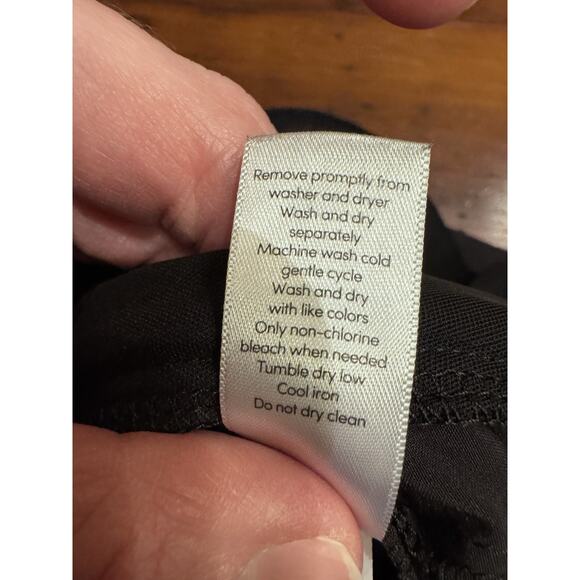 Remove promptly from
washer and dryer
Wash and dry
separately
Machine wash cold
gentle cycle
Wash and dry
with like colors
Only non-chlorine
bleach when needed
Tumble dry low
Cool iron
Do not dry clean